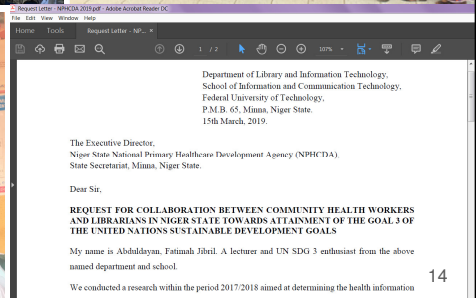 Request Letter - NPHCDA 2019.pdf - Adobe Acrobat Reader DC
File Edit View Window Help
Home Tools Request Letter - NP... ×
1 / 2 107%
Department of Library and Information Technology,
School of Information and Communication Technology,
Federal University of Technology,
P.M.B. 65, Minna, Niger State.
15th March, 2019.
The Executive Director,
Niger State National Primary Healthcare Development Agency (NPHCDA),
State Secretariat, Minna, Niger State.
Dear Sir,
REQUEST FOR COLLABORATION BETWEEN COMMUNITY HEALTH WORKERS
AND LIBRARIANS IN NIGER STATE TOWARDS ATTAINMENT OF THE GOAL 3 OF
THE UNITED NATIONS SUSTAINABLE DEVELOPMENT GOALS
My name is Abduldayan, Fatimah Jibril. A lecturer and UN SDG 3 enthusiast from the above
named department and school.
We conducted a research within the period 2017/2018 aimed at determining the health information
14